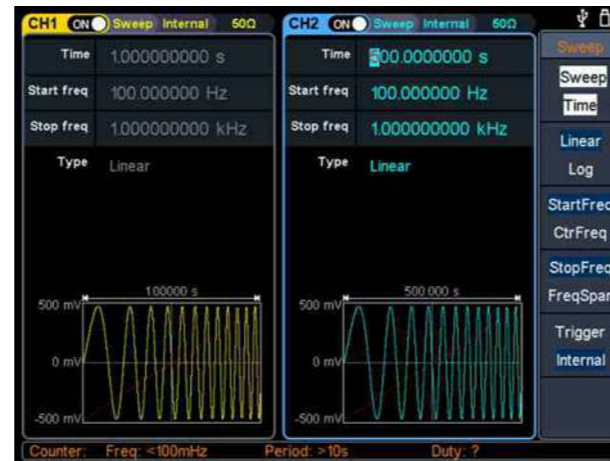 CH1 ON Sweep Internal 50Ω
Time 1.000000000 s
Start freq 100.000000 Hz
Stop freq 1.000000000 kHz
Type Linear
1.00000 s
500 mV
0 mV
-500 mV
CH2 ON Sweep Internal 50Ω
Time 500.0000000 s
Start freq 100.000000 Hz
Stop freq 1.000000000 kHz
Type Linear
500.000 s
500 mV
0 mV
-500 mV
Sweep
Sweep
Time
Linear
Log
StartFreq
CtrFreq
StopFreq
FreqSpan
Trigger
Internal
Counter: Freq: <100mHz Period: >10s Duty: ?